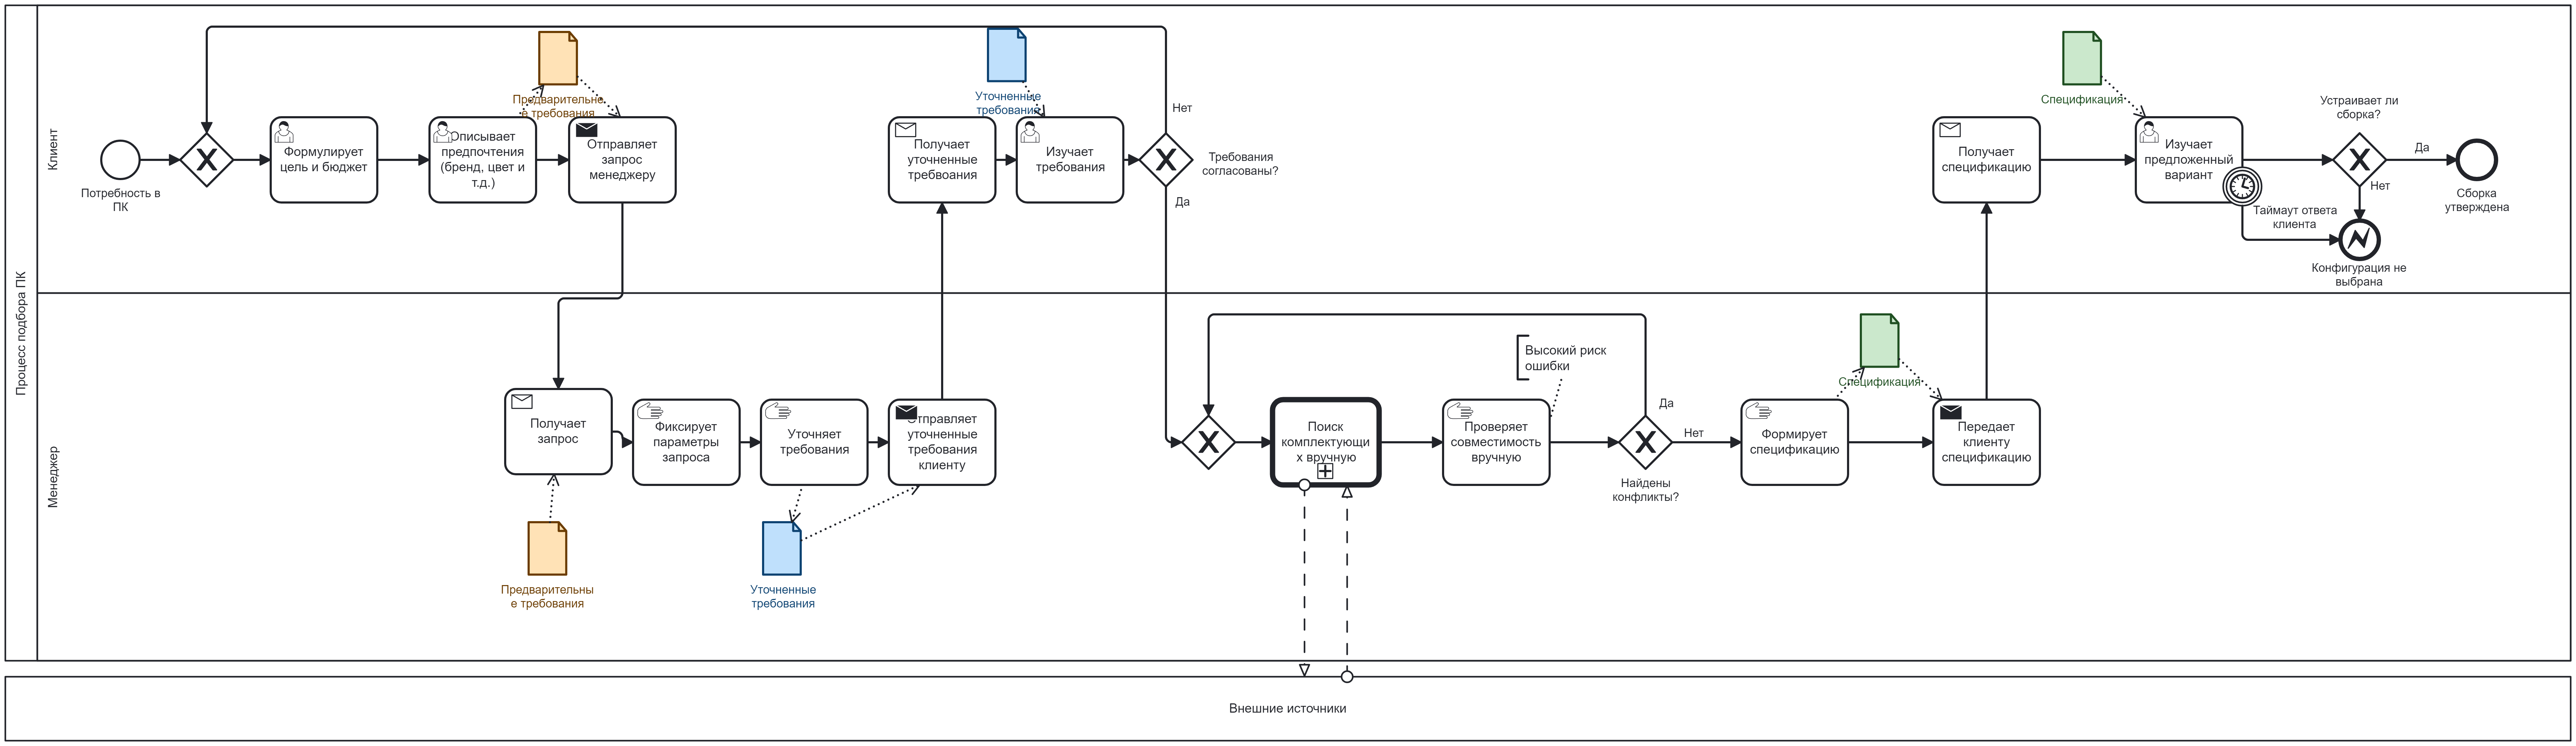 Процесс подбора ПК
Клиент
Потребность в
ПК
Формулирует
цель и бюджет
Описывает
предпочтения
(бренд, цвет и
т.д.)
Предварительны
е требования
Отправляет
запрос
менеджеру
Получает
уточненные
требвоания
Уточненные
требования
Изучает
требования
Нет
Требования
согласованы?
Да
Получает
спецификацию
Спецификация
Изучает
предложенный
вариант
Таймаут ответа
клиента
Устраивает ли
сборка?
Да
Нет
Сборка
утверждена
Конфигурация не
выбрана
Менеджер
Получает
запрос
Предварительны
е требования
Фиксирует
параметры
запроса
Уточняет
требования
Уточненные
требования
Отправляет
уточненные
требования
клиенту
Поиск
комплектующи
х вручную
Высокий риск
ошибки
Проверяет
совместимость
вручную
Да
Нет
Найдены
конфликты?
Формирует
спецификацию
Спецификация
Передает
клиенту
спецификацию
Внешние источники